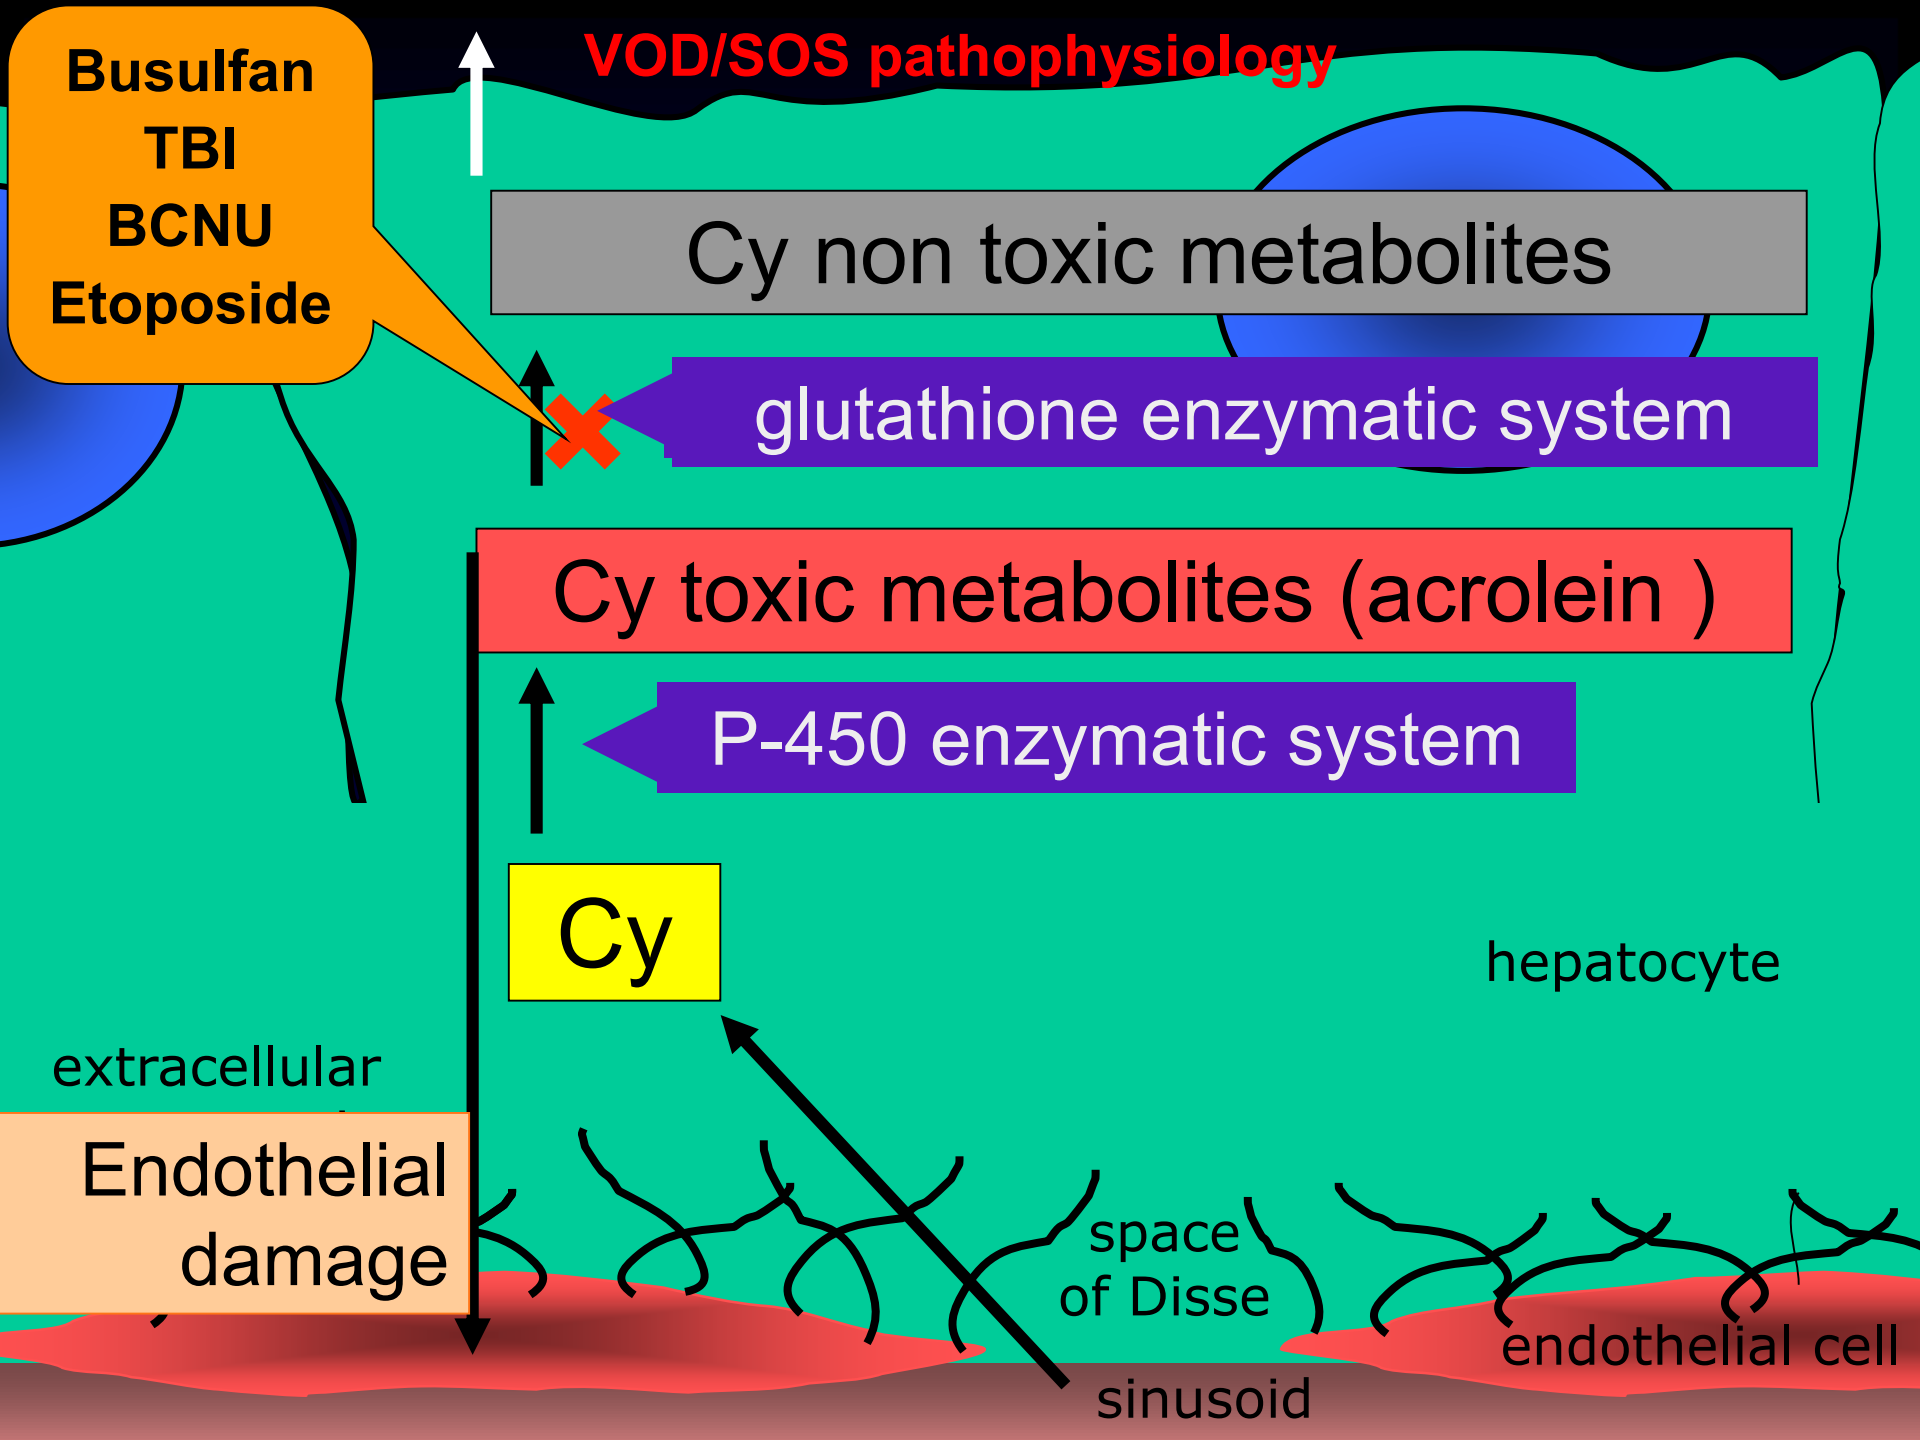 VOD/SOS pathophysiology
Busulfan
TBI
BCNU
Etoposide
Cy non toxic metabolites
glutathione enzymatic system
Cy toxic metabolites (acrolein )
P-450 enzymatic system
Cy
hepatocyte
extracellular
Endothelial
damage
space
of Disse
endothelial cell
sinusoid